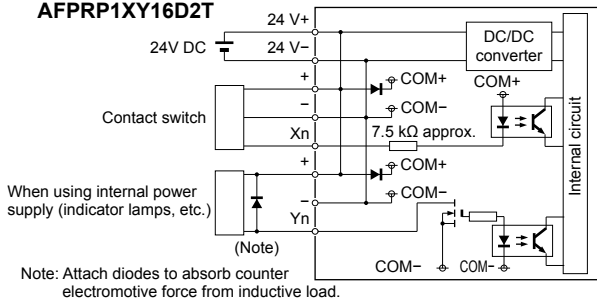 AFPRP1XY16D2T
24 V+
24V DC
24 V−
DC/DC
converter
+
COM+
COM+
−
COM−
Contact switch
Xn
7.5 kΩ approx.
Internal circuit
+
COM+
When using internal power
supply (indicator lamps, etc.)
−
COM−
Yn
(Note)
COM−
COM−
Note: Attach diodes to absorb counter
electromotive force from inductive load.